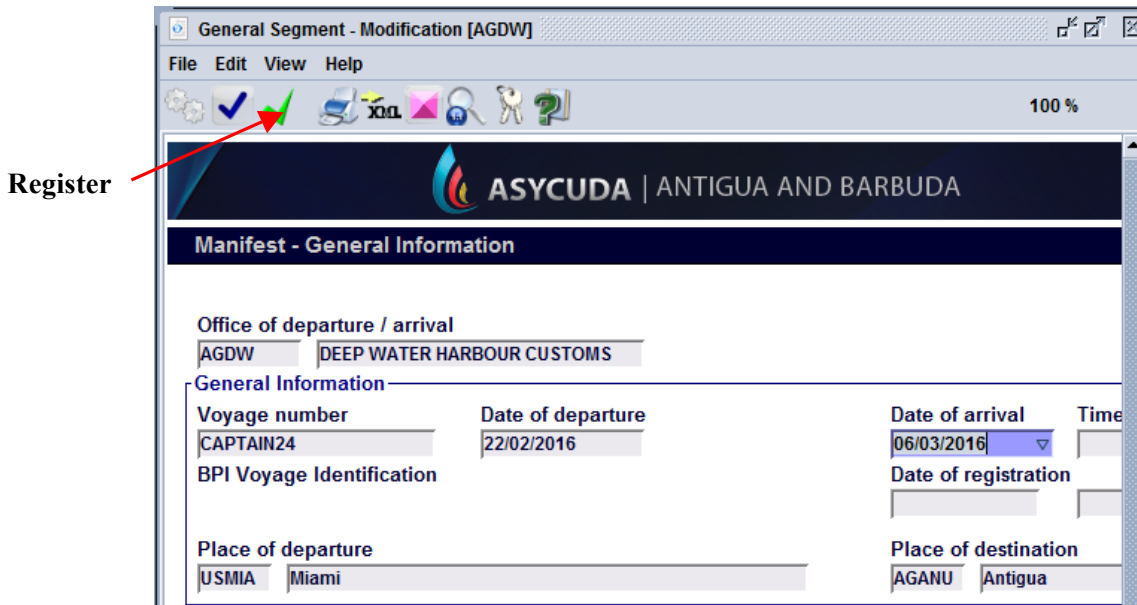 General Segment - Modification [AGDW]
File Edit View Help
XML
100 %
Register
ASYCUDA | ANTIGUA AND BARBUDA
Manifest - General Information
Office of departure / arrival
AGDW DEEP WATER HARBOUR CUSTOMS
General Information
Voyage number Date of departure Date of arrival Time
CAPTAIN24 22/02/2016 06/03/2016
BPI Voyage Identification Date of registration
Place of departure Place of destination
USMIA Miami AGANU Antigua